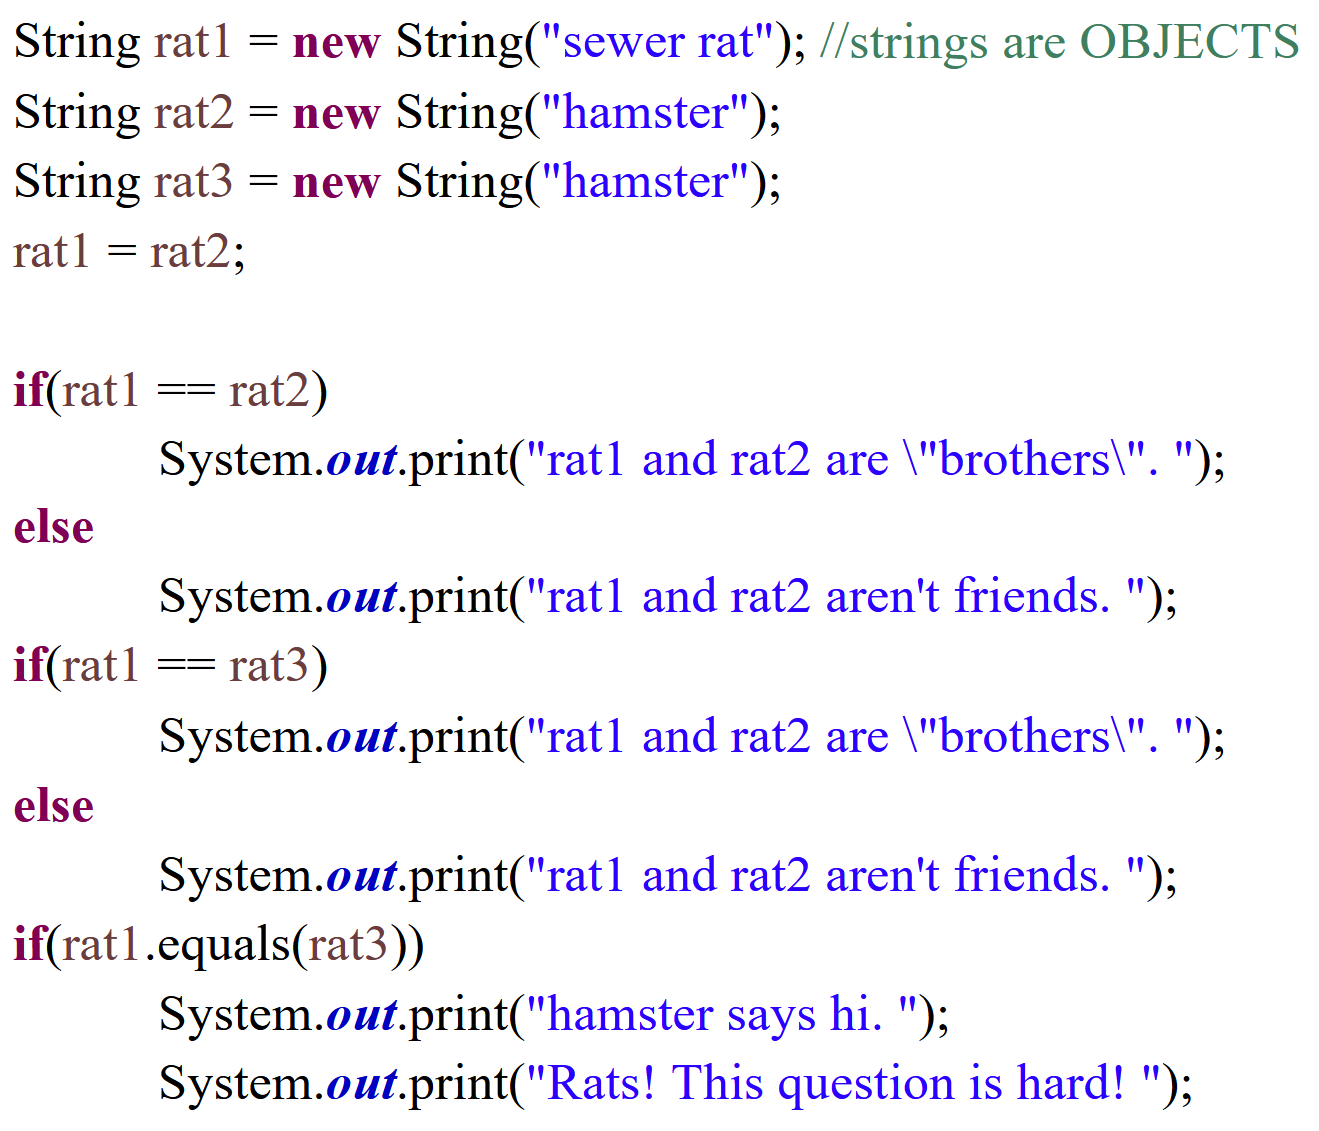 String rat1 = new String("sewer rat"); //strings are OBJECTS
String rat2 = new String("hamster");
String rat3 = new String("hamster");
rat1 = rat2;
if(rat1 == rat2)
System.out.print("rat1 and rat2 are \"brothers\". ");
else
System.out.print("rat1 and rat2 aren't friends. ");
if(rat1 == rat3)
System.out.print("rat1 and rat2 are \"brothers\". ");
else
System.out.print("rat1 and rat2 aren't friends. ");
if(rat1.equals(rat3))
System.out.print("hamster says hi. ");
System.out.print("Rats! This question is hard! ");